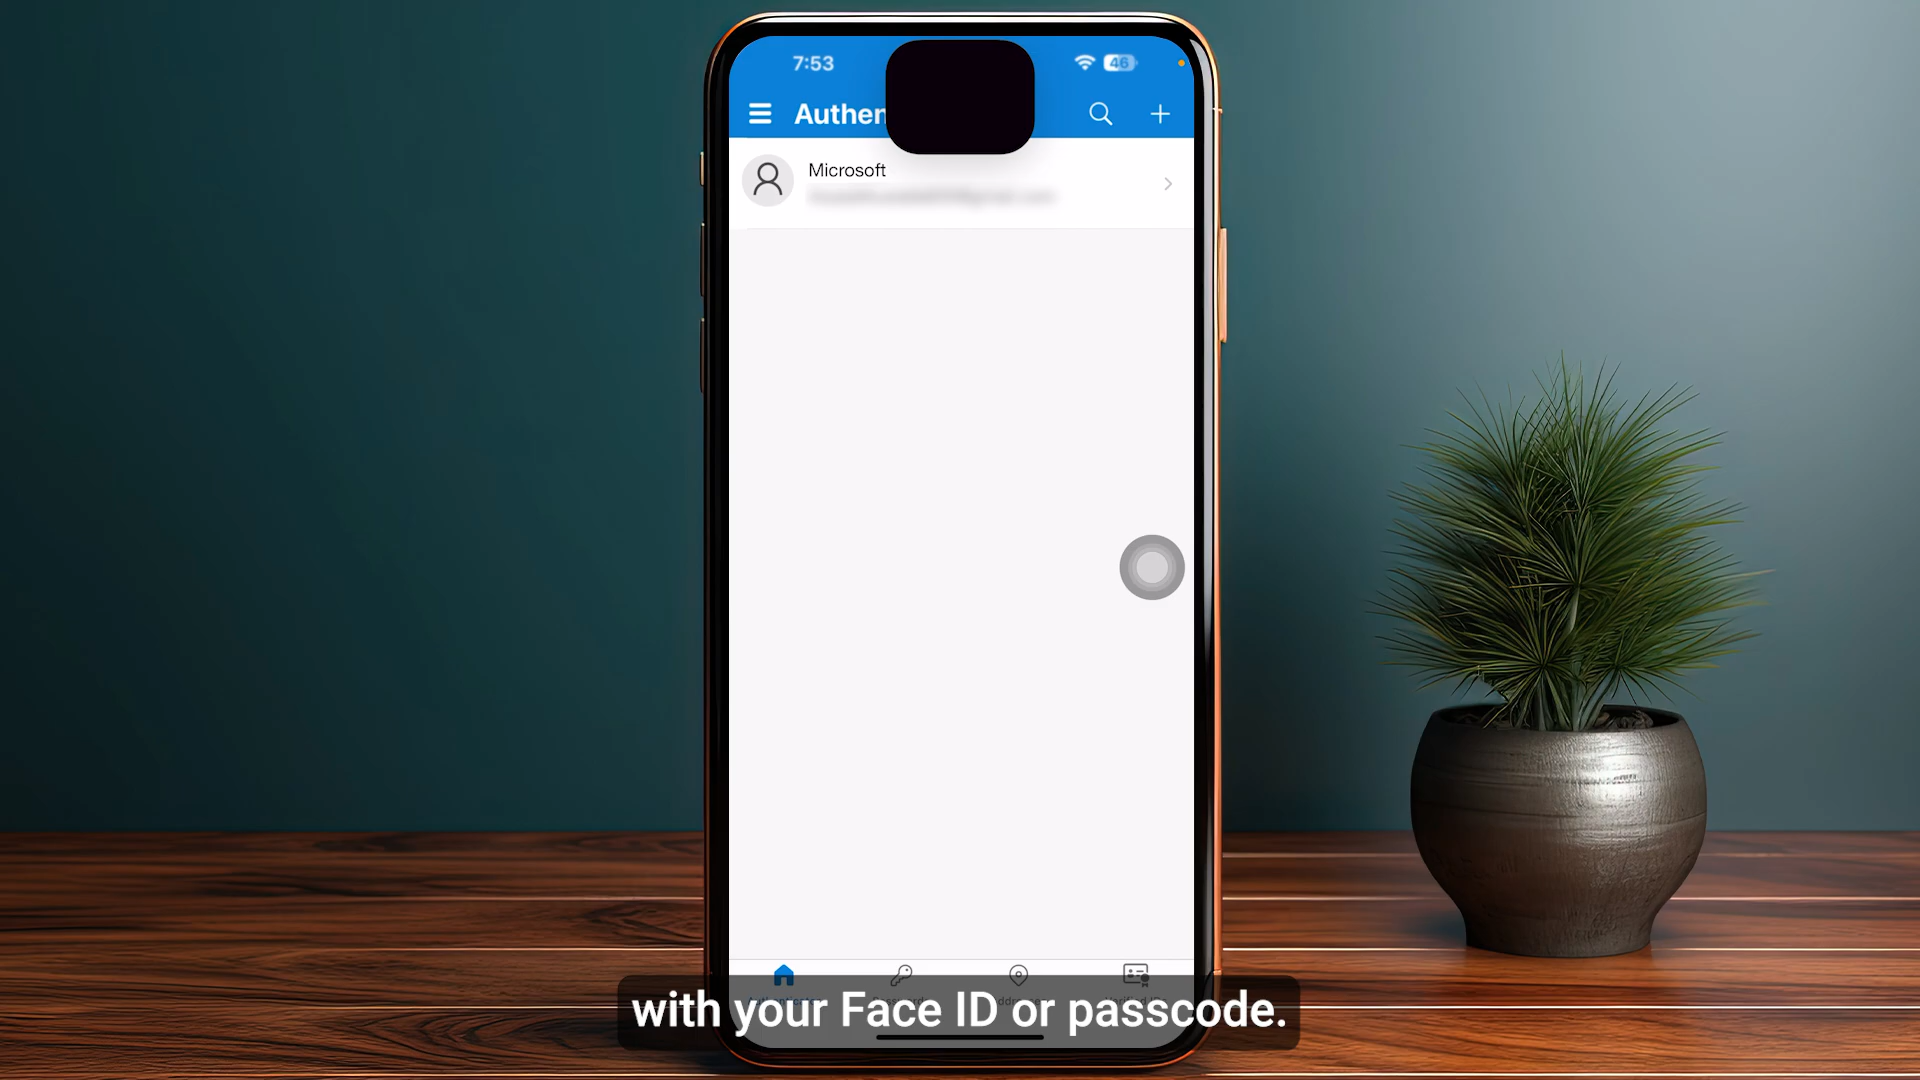 7:53
46
Authen
Microsoft
with your Face ID or passcode.